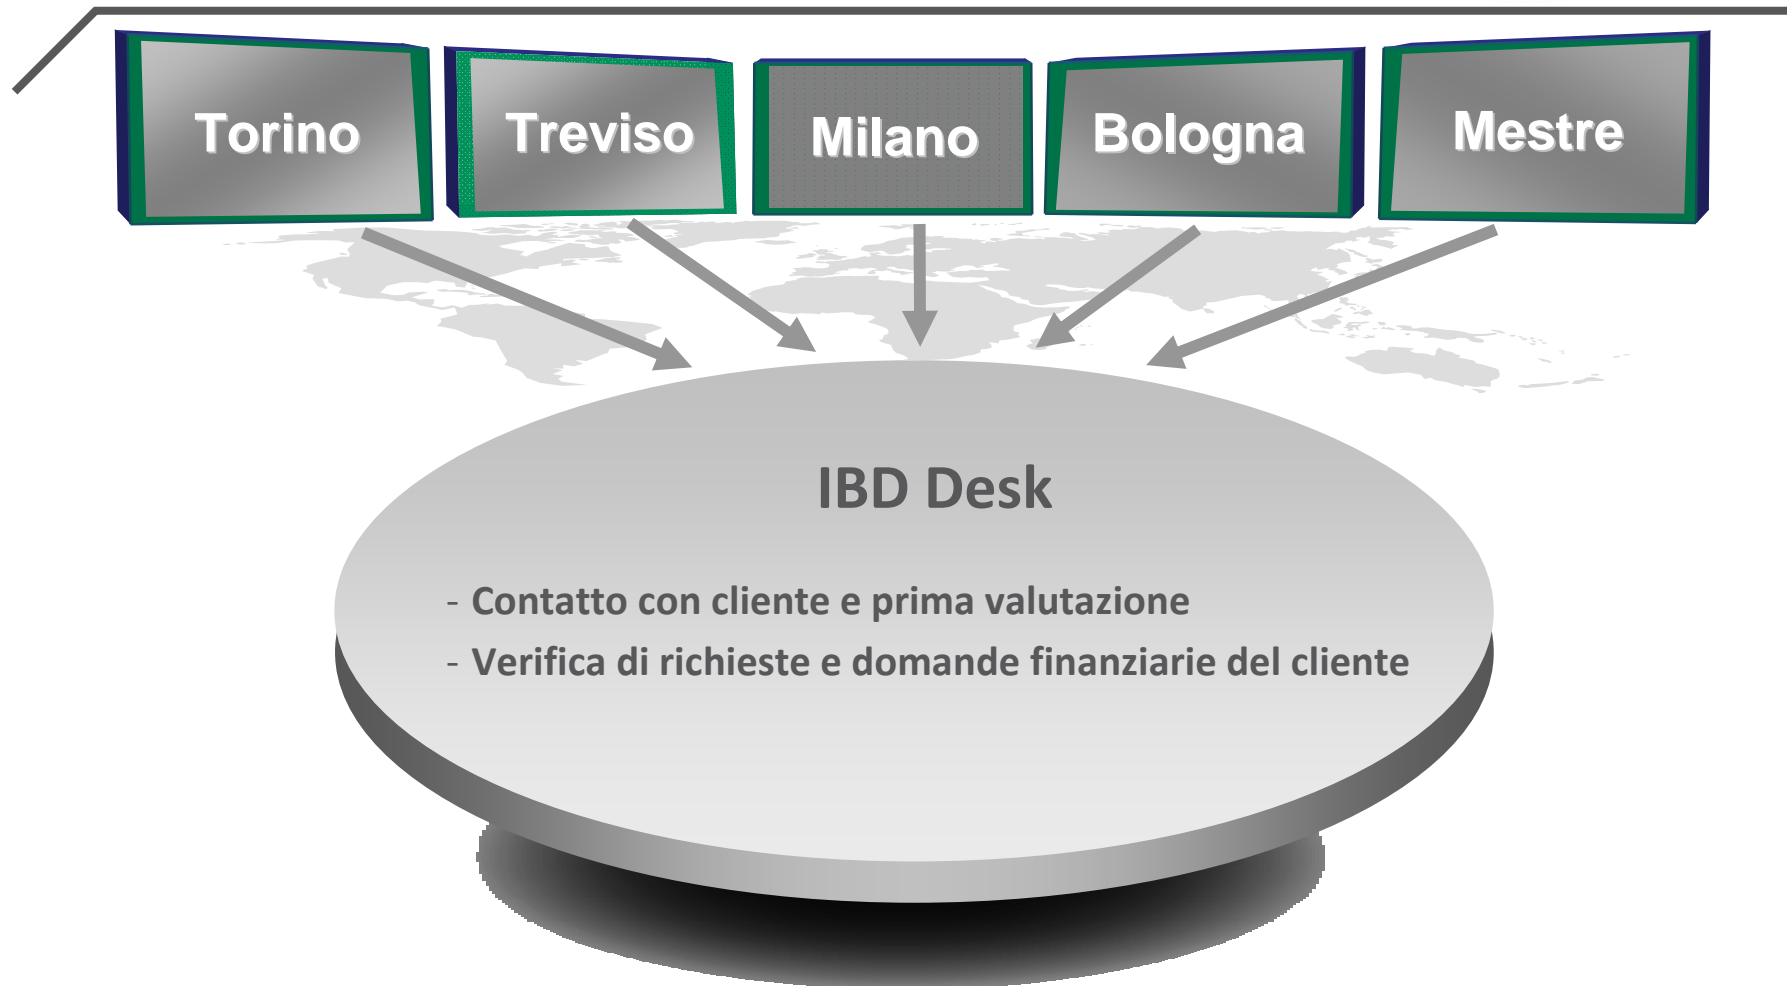 Torino
Treviso
Milano
Bologna
Mestre
IBD Desk
- Contatto con cliente e prima valutazione
- Verifica di richieste e domande finanziarie del cliente